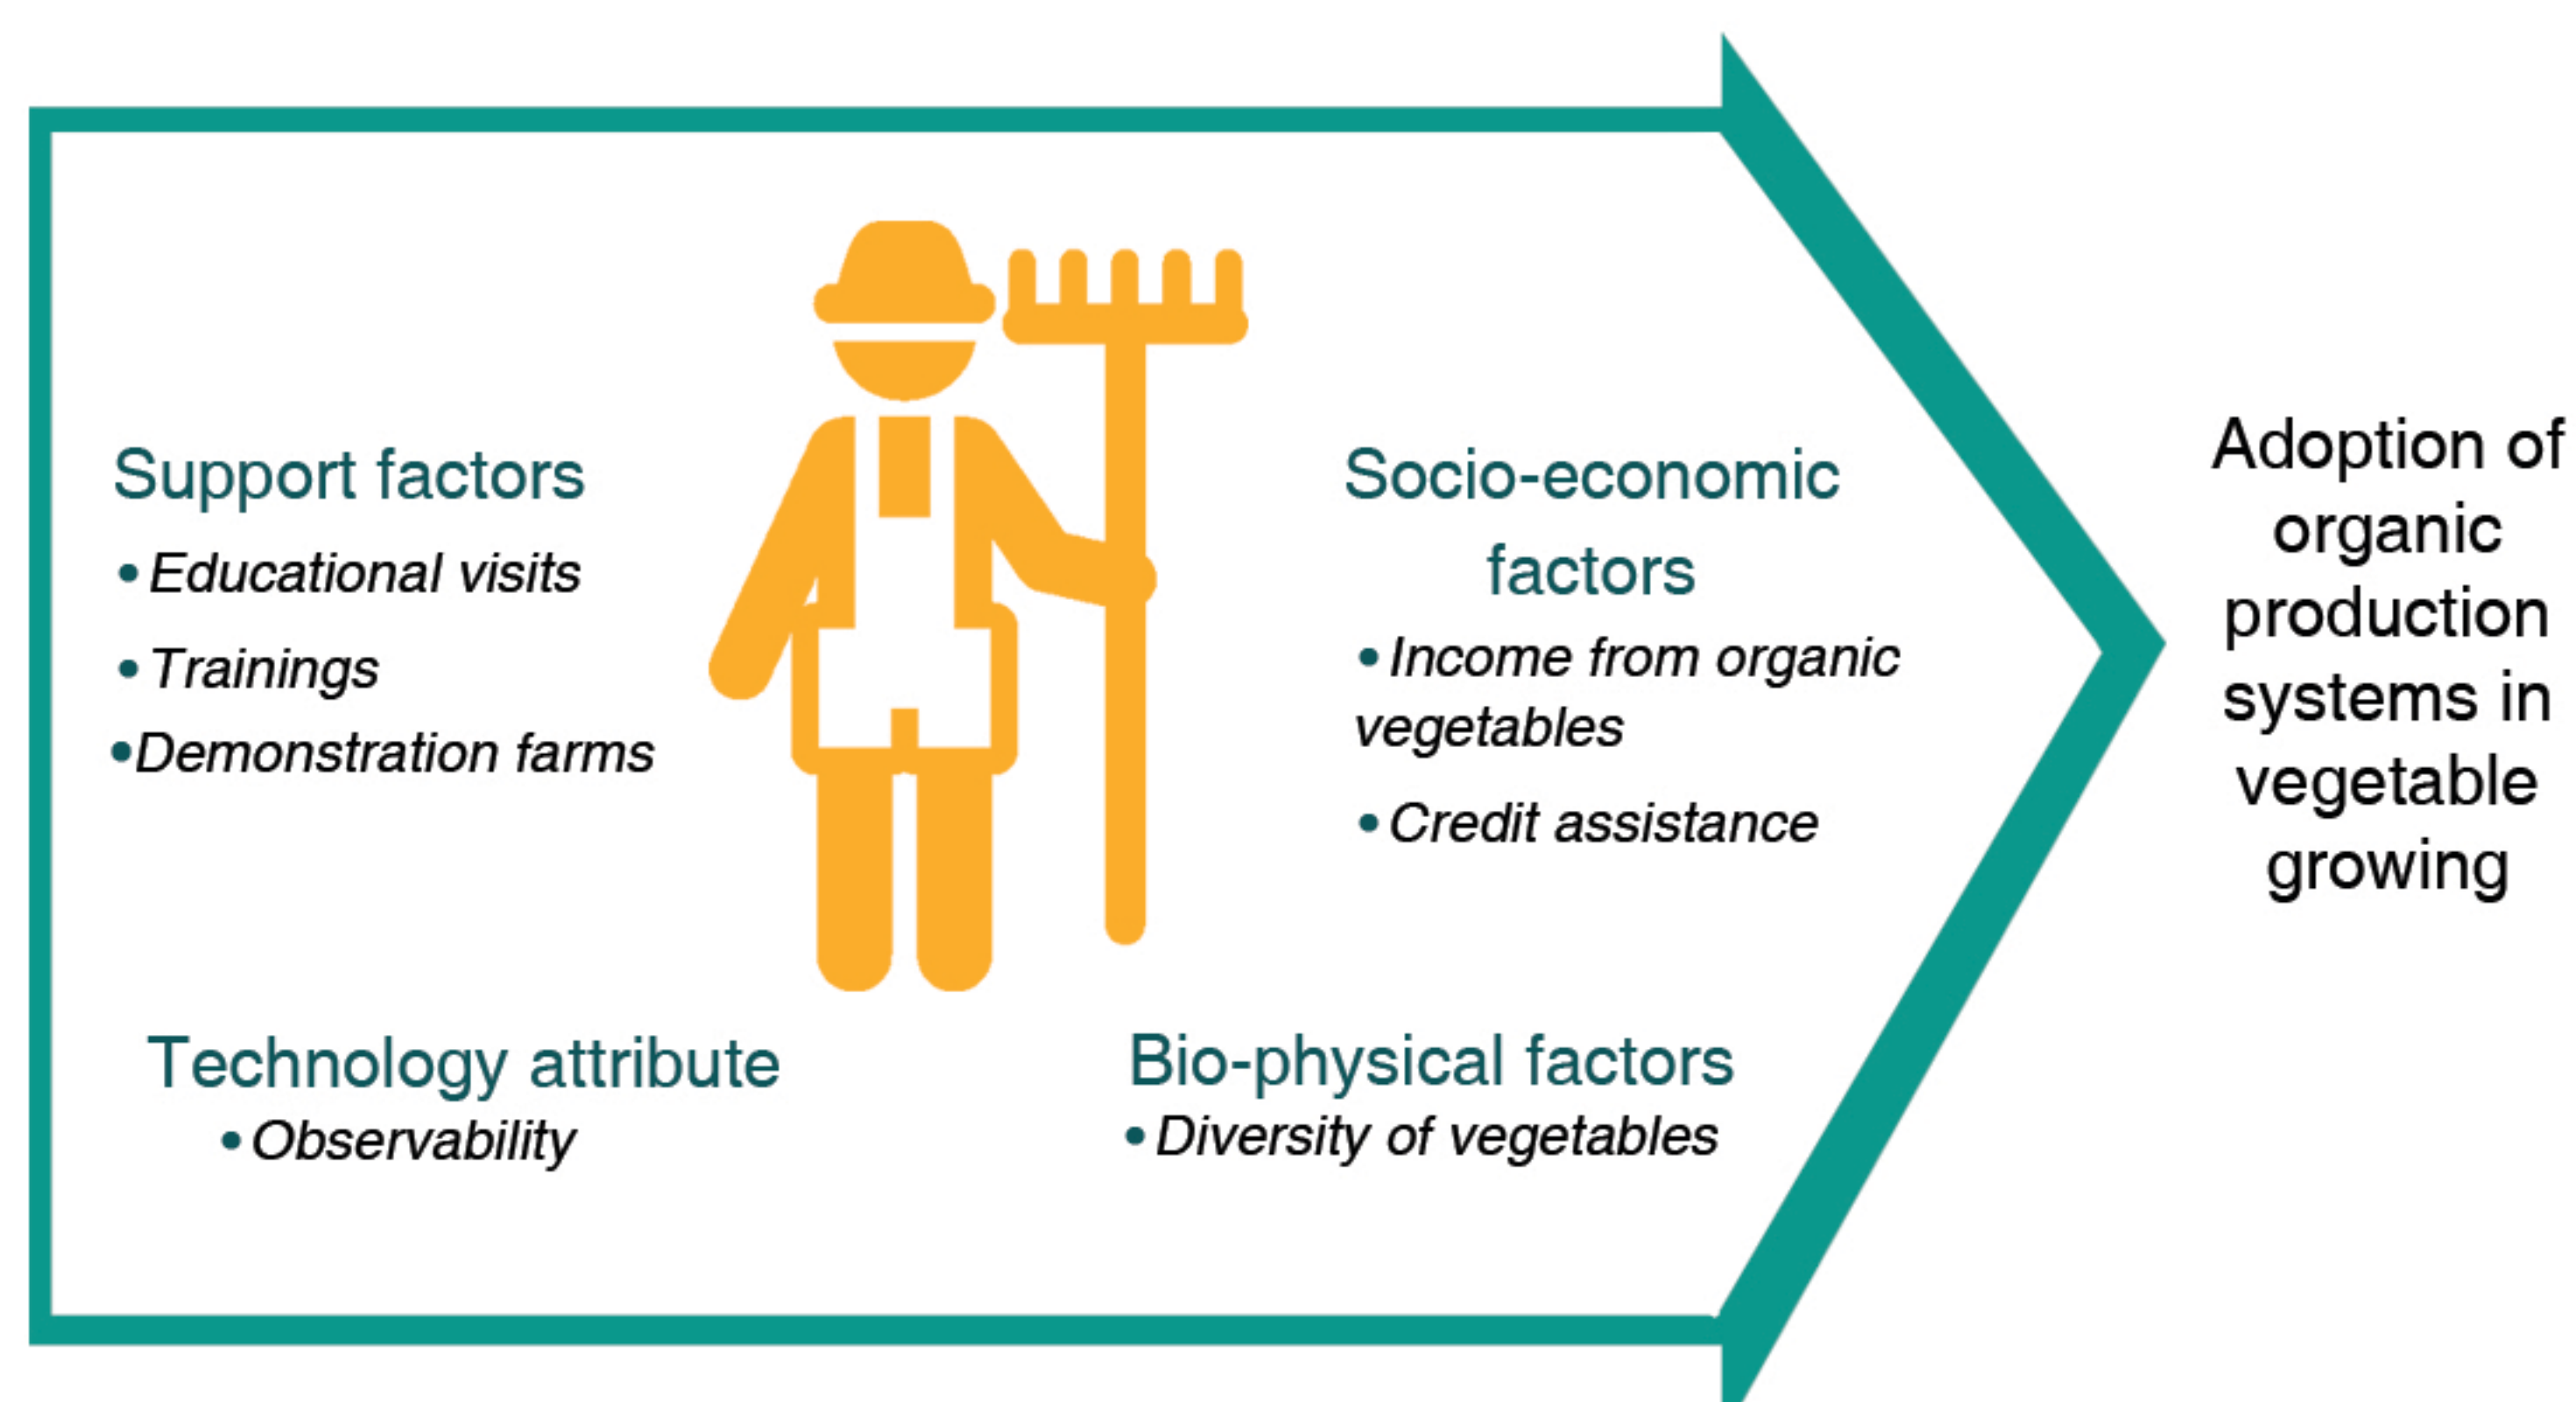 Support factors
• Educational visits
• Trainings
•Demonstration farms
Socio-economic
factors
• Income from organic
vegetables
• Credit assistance
Technology attribute
• Observability
Bio-physical factors
• Diversity of vegetables
Adoption of
organic
production
systems in
vegetable
growing